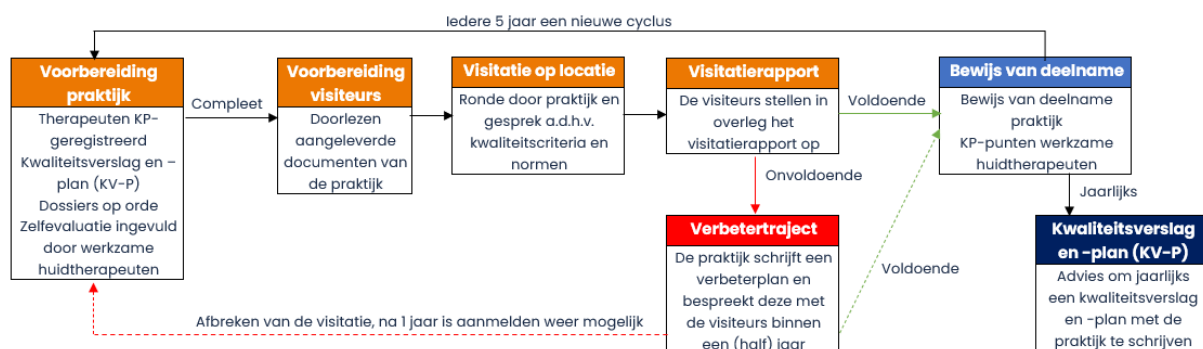 Iedere 5 jaar een nieuwe cyclus
Voorbereiding
praktijk
Therapeuten KP-
geregistreerd
Kwaliteitsverslag en –
plan (KV-P)
Dossiers op orde
Zelfevaluatie ingevuld
door werkzame
huidtherapeuten
Compleet
Voorbereiding
visiteurs
Doorlezen
aangeleverde
documenten van
de praktijk
Visitatie op locatie
Ronde door praktijk en
gesprek a.d.h.v.
kwaliteitscriteria en
normen
Visitatierapport
De visiteurs stellen in
overleg het
visitatierapport op
Voldoende
Bewijs van deelname
Bewijs van deelname
praktijk
KP-punten werkzame
huidtherapeuten
Onvoldoende
Jaarlijks
Verbetertraject
De praktijk schrijft een
verbeterplan en
bespreekt deze met
de visiteurs binnen
een (half) jaar
Voldoende
Kwaliteitsverslag
en -plan (KV-P)
Advies om jaarlijks
een kwaliteitsverslag
en -plan met de
praktijk te schrijven
Afbreken van de visitatie, na 1 jaar is aanmelden weer mogelijk